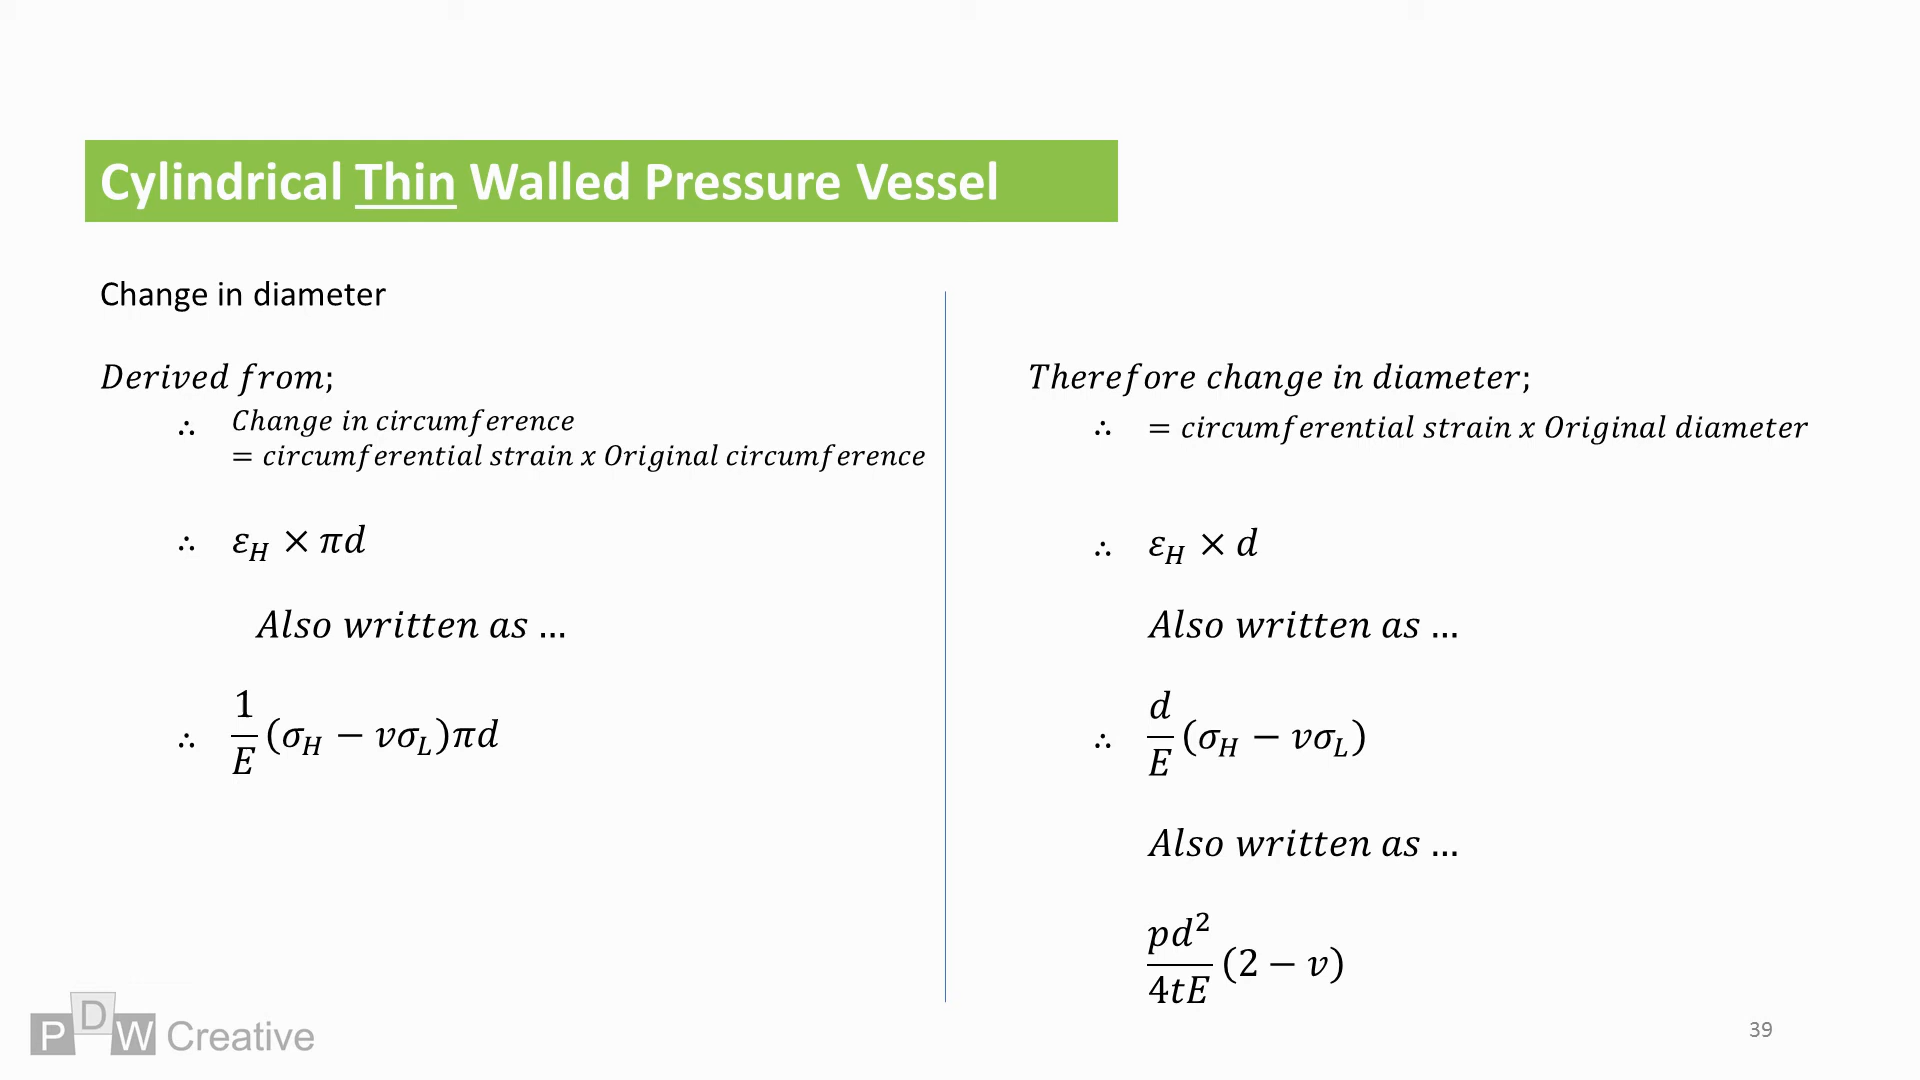 Cylindrical Thin Walled Pressure Vessel
Change in diameter
Derived from;
∴ Change in circumference
= circumferential strain x Original circumference
∴ ε_H × πd
Also written as …
∴ 1/E (σ_H − vσ_L)πd
Therefore change in diameter;
∴ = circumferential strain x Original diameter
∴ ε_H × d
Also written as …
∴ d/E (σ_H − vσ_L)
Also written as …
pd²/4tE (2 − v)
PDW Creative
39